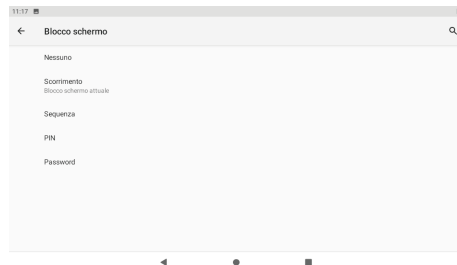 11:17
Blocco schermo
Nessuno
Scorrimento
Blocco schermo attuale
Sequenza
PIN
Password